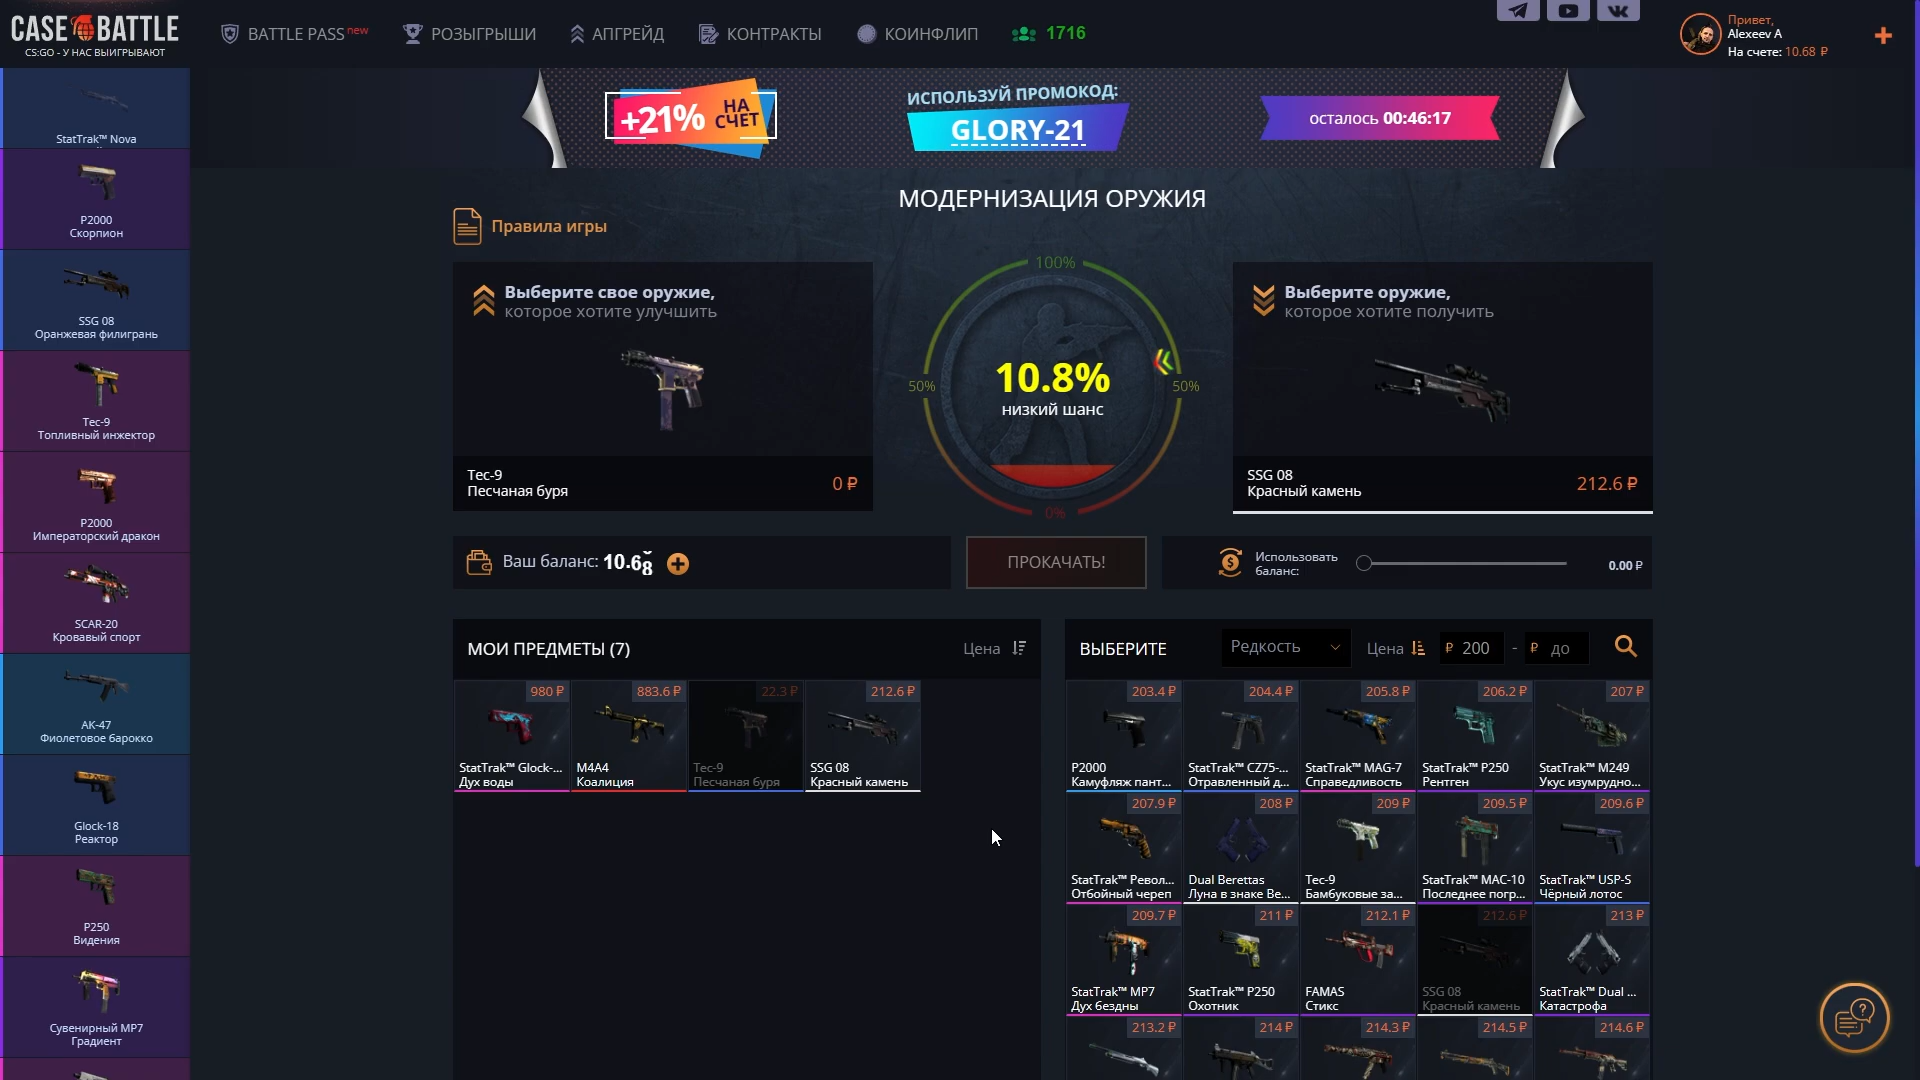 CASE BATTLE
CS:GO - У НАС ВЫИГРЫВАЮТ
BATTLE PASS new
РОЗЫГРЫШИ
АПГРЕЙД
КОНТРАКТЫ
КОИНФЛИП
1716
Привет,
Alexeev A
На счете: 10.68 ₽
StatTrak™ Nova
P2000
Скорпион
SSG 08
Оранжевая филигрань
Tec-9
Топливный инжектор
P2000
Императорский дракон
SCAR-20
Кровавый спорт
AK-47
Фиолетовое барокко
Glock-18
Реактор
P250
Видения
Сувенирный MP7
Градиент
+21% НА СЧЕТ
ИСПОЛЬЗУЙ ПРОМОКОД:
GLORY-21
осталось 00:46:17
МОДЕРНИЗАЦИЯ ОРУЖИЯ
Правила игры
Выберите свое оружие,
которое хотите улучшить
Tec-9
Песчаная буря
0 ₽
100%
50%
10.8%
низкий шанс
50%
0%
Выберите оружие,
которое хотите получить
SSG 08
Красный камень
212.6 ₽
Ваш баланс: 10.68
ПРОКАЧАТЬ!
Использовать
баланс:
0.00 ₽
МОИ ПРЕДМЕТЫ (7)
Цена
980 ₽
StatTrak™ Glock-...
Дух воды
883.6 ₽
M4A4
Коалиция
22.3 ₽
Tec-9
Песчаная буря
212.6 ₽
SSG 08
Красный камень
ВЫБЕРИТЕ
Редкость
Цена
₽ 200 - ₽ до
203.4 ₽
P2000
Камуфляж пант...
204.4 ₽
StatTrak™ CZ75-...
Отравленный д...
205.8 ₽
StatTrak™ MAG-7
Справедливость
206.2 ₽
StatTrak™ P250
Рентген
207 ₽
StatTrak™ M249
Укус изумрудно...
207.9 ₽
StatTrak™ Револ...
Отбойный череп
208 ₽
Dual Berettas
Луна в знаке Ве...
209 ₽
Tec-9
Бамбуковые за...
209.5 ₽
StatTrak™ MAC-10
Последнее погр...
209.6 ₽
StatTrak™ USP-S
Чёрный лотос
209.7 ₽
StatTrak™ MP7
Дух бездны
211 ₽
StatTrak™ P250
Охотник
212.1 ₽
FAMAS
Стикс
212.6 ₽
SSG 08
Красный камень
213 ₽
StatTrak™ Dual ...
Катастрофа
213.2 ₽
214 ₽
214.3 ₽
214.5 ₽
214.6 ₽